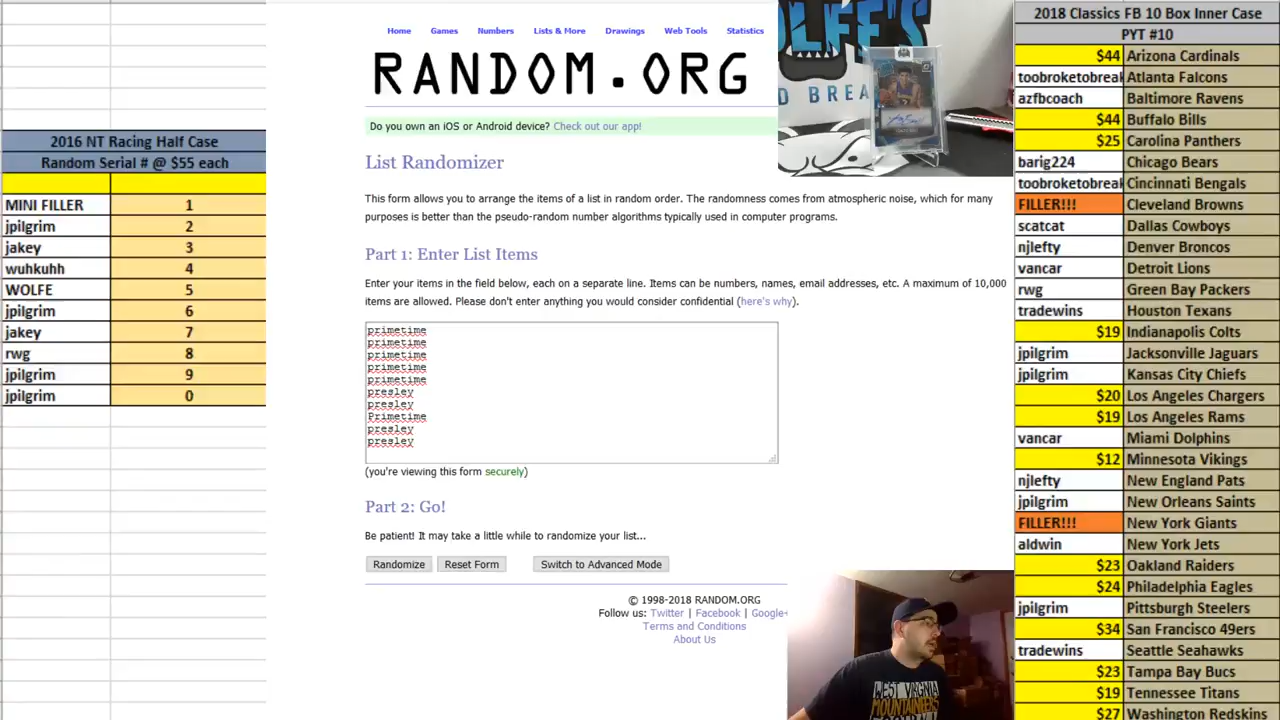 2016 NT Racing Half Case
Random Serial # @ $55 each
MINI FILLER 1
jpilgrim 2
jakey 3
wuhkuhh 4
WOLFE 5
jpilgrim 6
jakey 7
rwg 8
jpilgrim 9
jpilgrim 0
Home Games Numbers Lists & More Drawings Web Tools Statistics
RANDOM.ORG
Do you own an iOS or Android device? Check out our app!
List Randomizer
This form allows you to arrange the items of a list in random order. The randomness comes from atmospheric noise, which for many
purposes is better than the pseudo-random number algorithms typically used in computer programs.
Part 1: Enter List Items
Enter your items in the field below, each on a separate line. Items can be numbers, names, email addresses, etc. A maximum of 10,000
items are allowed. Please don't enter anything you would consider confidential (here's why).
primetime
primetime
primetime
primetime
primetime
presley
presley
Primetime
presley
presley
(you're viewing this form securely)
Part 2: Go!
Be patient! It may take a little while to randomize your list...
Randomize Reset Form Switch to Advanced Mode
© 1998-2018 RANDOM.ORG
Follow us: Twitter | Facebook | Google+
Terms and Conditions
About Us
OLFE'S
D BREA
WEST VIRGINIA
MOUNTAINEERS
FOOTBALL
2018 Classics FB 10 Box Inner Case
PYT #10
$44 Arizona Cardinals
toobroketobreak Atlanta Falcons
azfbcoach Baltimore Ravens
$44 Buffalo Bills
$25 Carolina Panthers
barig224 Chicago Bears
toobroketobreak Cincinnati Bengals
FILLER!!! Cleveland Browns
scatcat Dallas Cowboys
njlefty Denver Broncos
vancar Detroit Lions
rwg Green Bay Packers
tradewins Houston Texans
$19 Indianapolis Colts
jpilgrim Jacksonville Jaguars
jpilgrim Kansas City Chiefs
$20 Los Angeles Chargers
$19 Los Angeles Rams
vancar Miami Dolphins
$12 Minnesota Vikings
njlefty New England Pats
jpilgrim New Orleans Saints
FILLER!!! New York Giants
aldwin New York Jets
$23 Oakland Raiders
$24 Philadelphia Eagles
jpilgrim Pittsburgh Steelers
$34 San Francisco 49ers
tradewins Seattle Seahawks
$23 Tampa Bay Bucs
$19 Tennessee Titans
$27 Washington Redskins